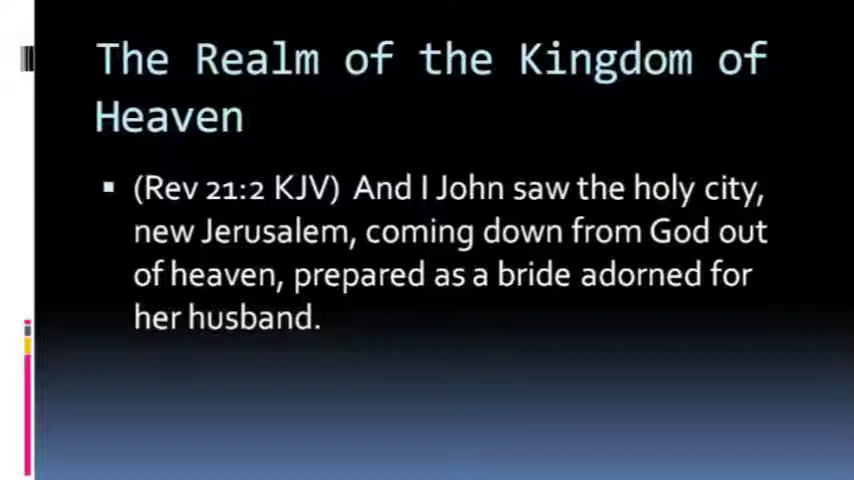 The Realm of the Kingdom of
Heaven
▪ (Rev 21:2 KJV) And I John saw the holy city,
new Jerusalem, coming down from God out
of heaven, prepared as a bride adorned for
her husband.